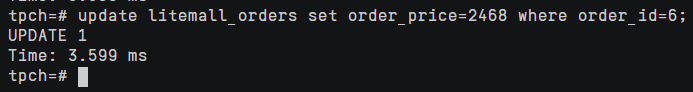 tpch=# update litemall_orders set order_price=2468 where order_id=6;
UPDATE 1
Time: 3.599 ms
tpch=#